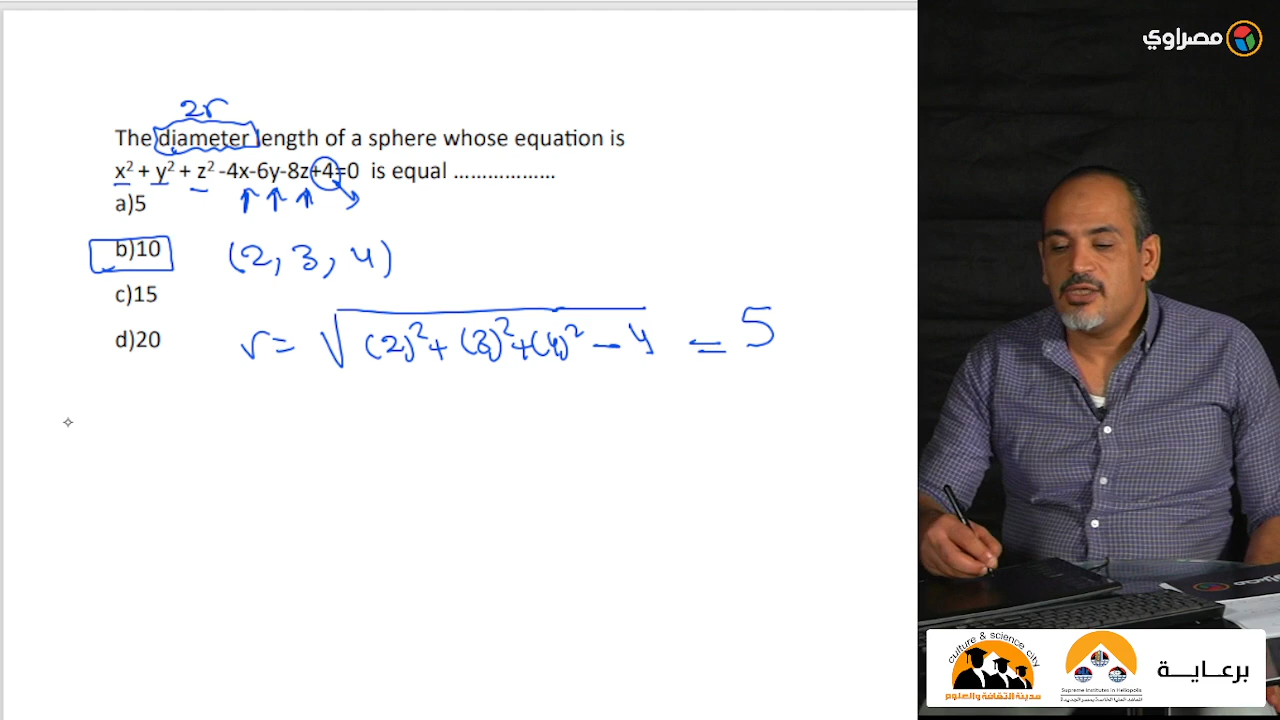 مصراوي
2r
The diameter length of a sphere whose equation is
x² + y² + z² -4x-6y-8z+4=0 is equal ..................
a)5
b)10
(2, 3, 4)
c)15
d)20
r = √(2)²+(3)²+(4)² - 4 = 5
culture & science city
مدينة الثقافة والعلوم
Supreme Institutes in Heliopolis
برعاية